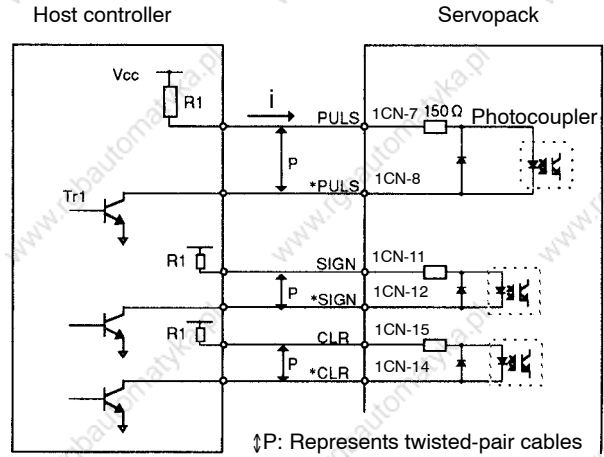 Host controller
Servopack
Vcc
R1
i
PULS
1CN-7
150Ω
Photocoupler
P
*PULS
1CN-8
Tr1
R1
SIGN
1CN-11
P
*SIGN
1CN-12
R1
CLR
1CN-15
P
*CLR
1CN-14
↕P: Represents twisted-pair cables